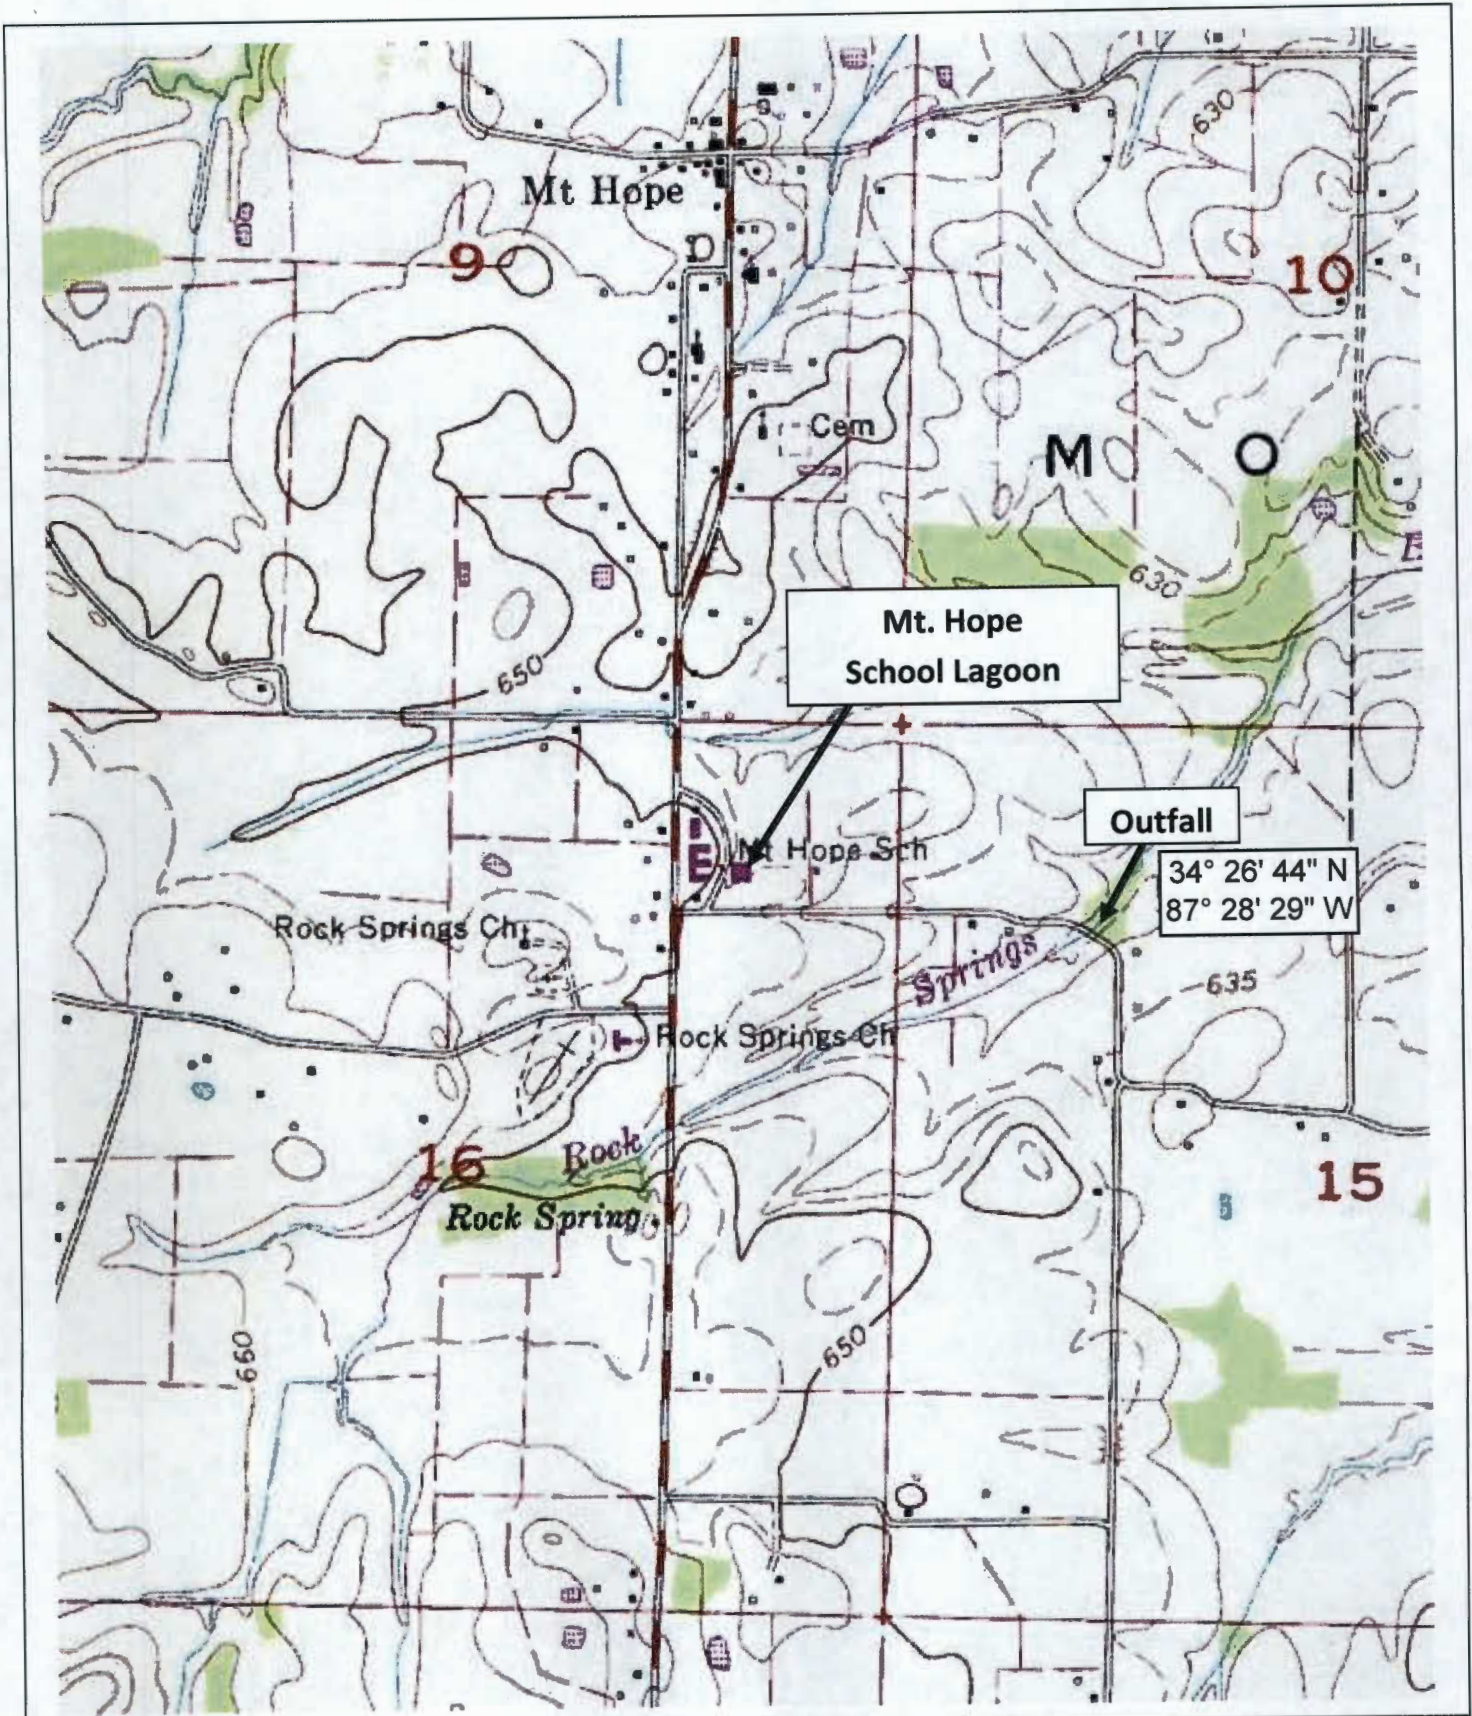 630
Mt Hope
9
10
Cem
M O
630
Mt. Hope
School Lagoon
650
Outfall
Mt Hope Sch
34° 26' 44" N
87° 28' 29" W
Rock Springs Ch
Springs
635
Rock Springs Ch
Rock
16
15
Rock Spring
660
650